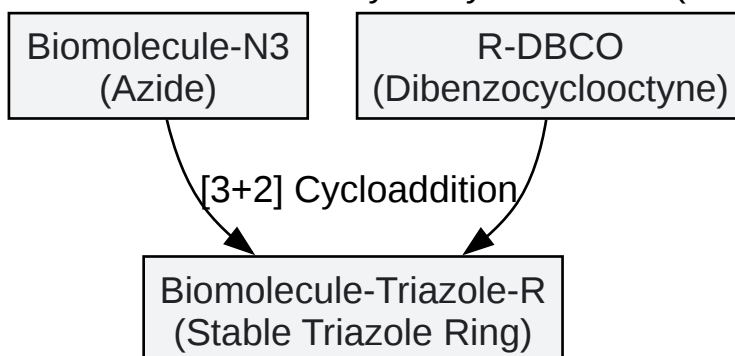 Biomolecule-N3
(Azide)
R-DBCO
(Dibenzocyclooctyne)
[3+2] Cycloaddition
Biomolecule-Triazole-R
(Stable Triazole Ring)